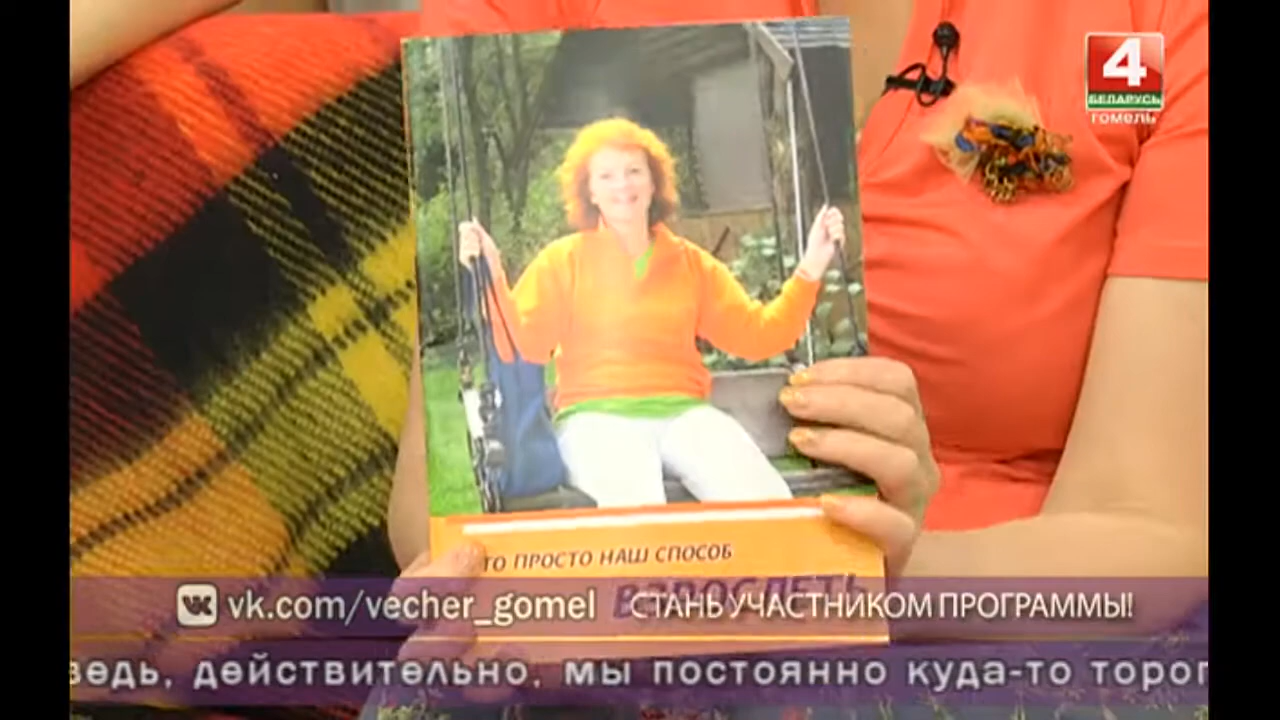 4
БЕЛАРУСЬ
ГОМЕЛЬ
ТО ПРОСТО НАШ СПОСОБ
ВЗРОСЛЕТЬ
vk.com/vecher_gomel СТАНЬ УЧАСТНИКОМ ПРОГРАММЫ!
ведь, действительно, мы постоянно куда-то тороп